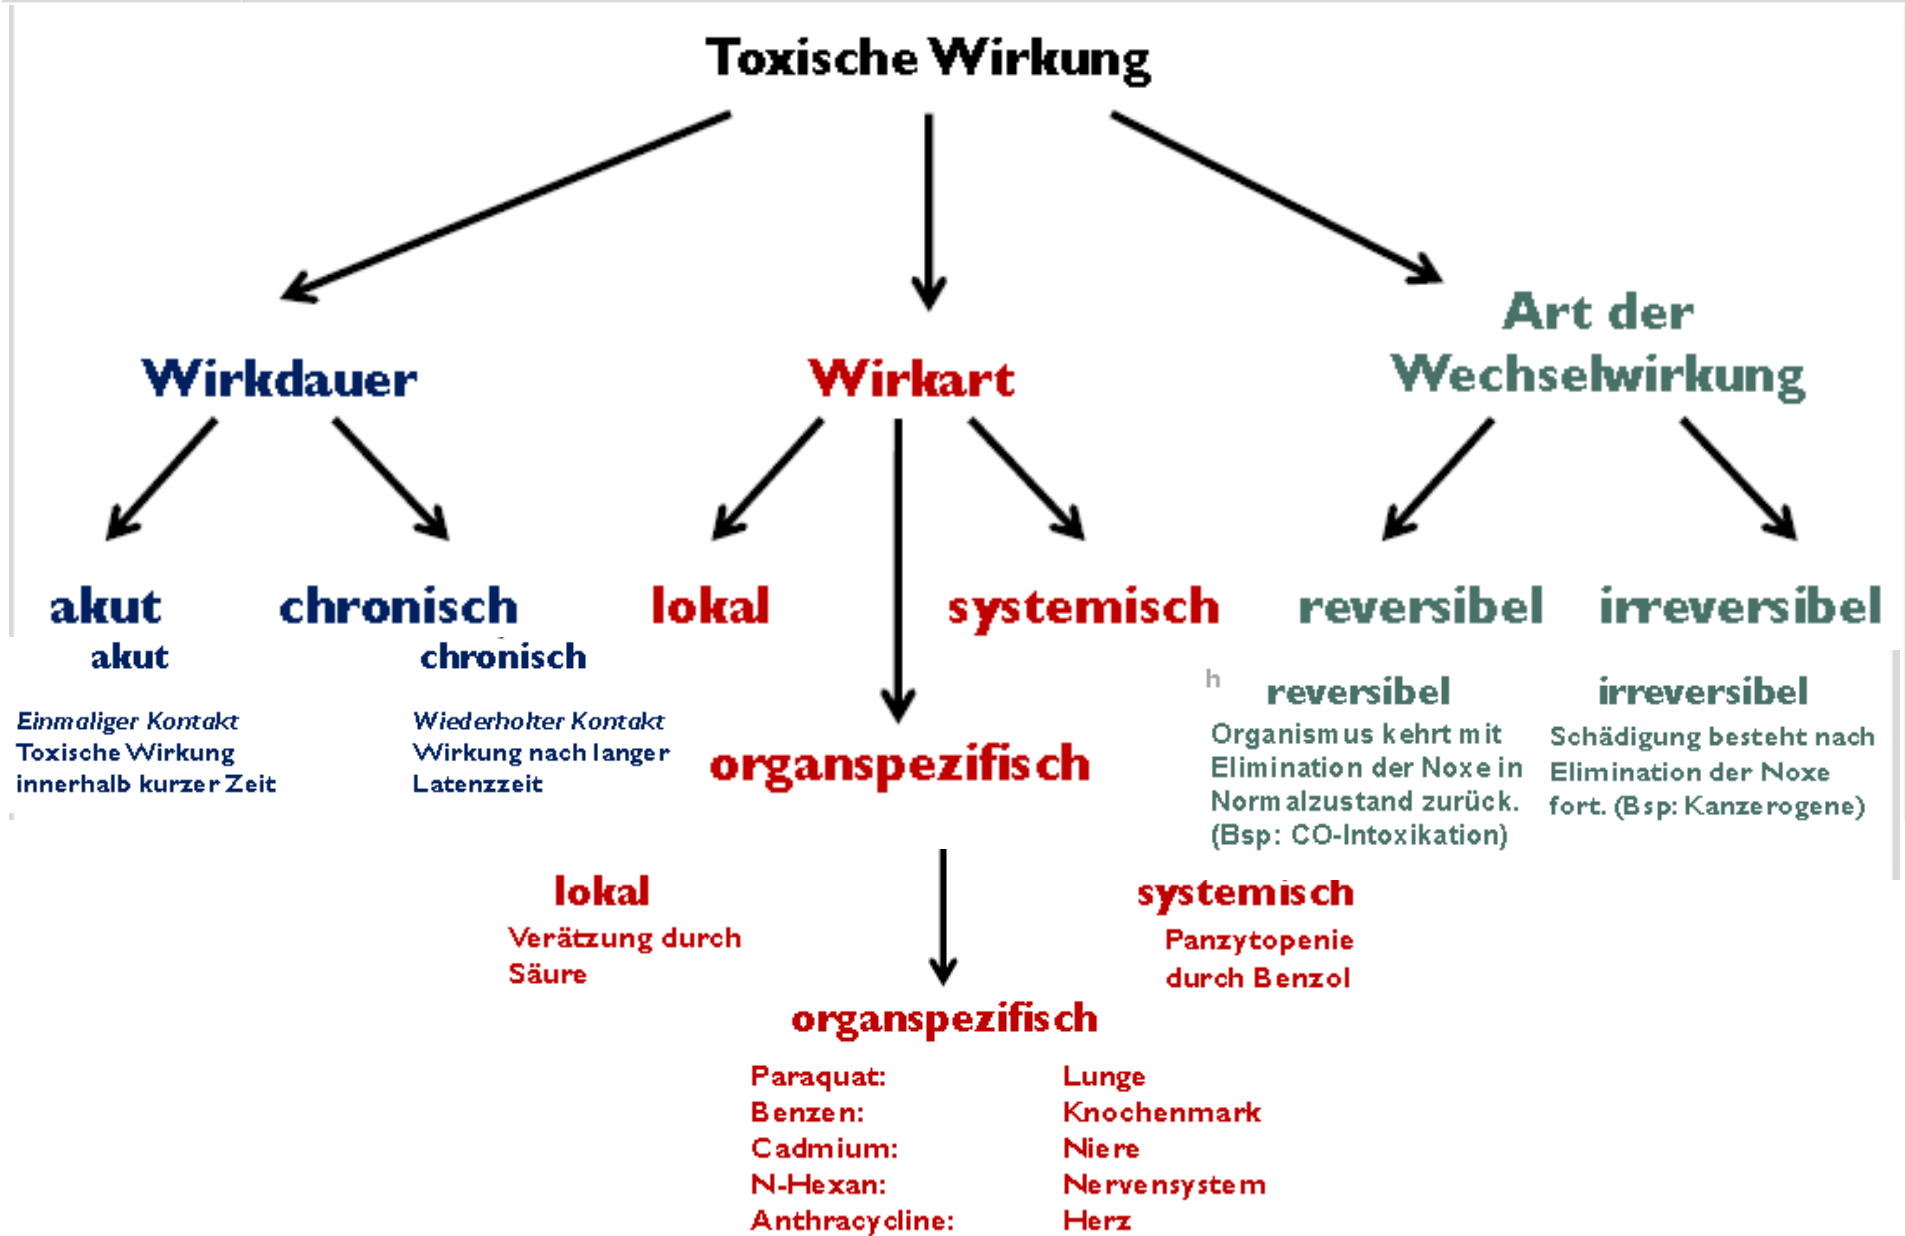 Toxische Wirkung
Wirkdauer
Wirkart
Art der
Wechselwirkung
akut
chronisch
lokal
systemisch
reversibel
irreversibel
akut
Einmaliger Kontakt
Toxische Wirkung
innerhalb kurzer Zeit
chronisch
Wiederholter Kontakt
Wirkung nach langer
Latenzzeit
organspezifisch
h
reversibel
Organismus kehrt mit
Elimination der Noxe in
Normalzustand zurück.
(Bsp: CO-Intoxikation)
irreversibel
Schädigung besteht nach
Elimination der Noxe
fort. (Bsp: Kanzerogene)
lokal
Verätzung durch
Säure
systemisch
Panzytopenie
durch Benzol
organspezifisch
Paraquat: Lunge
Benzen: Knochenmark
Cadmium: Niere
N-Hexan: Nervensystem
Anthracycline: Herz